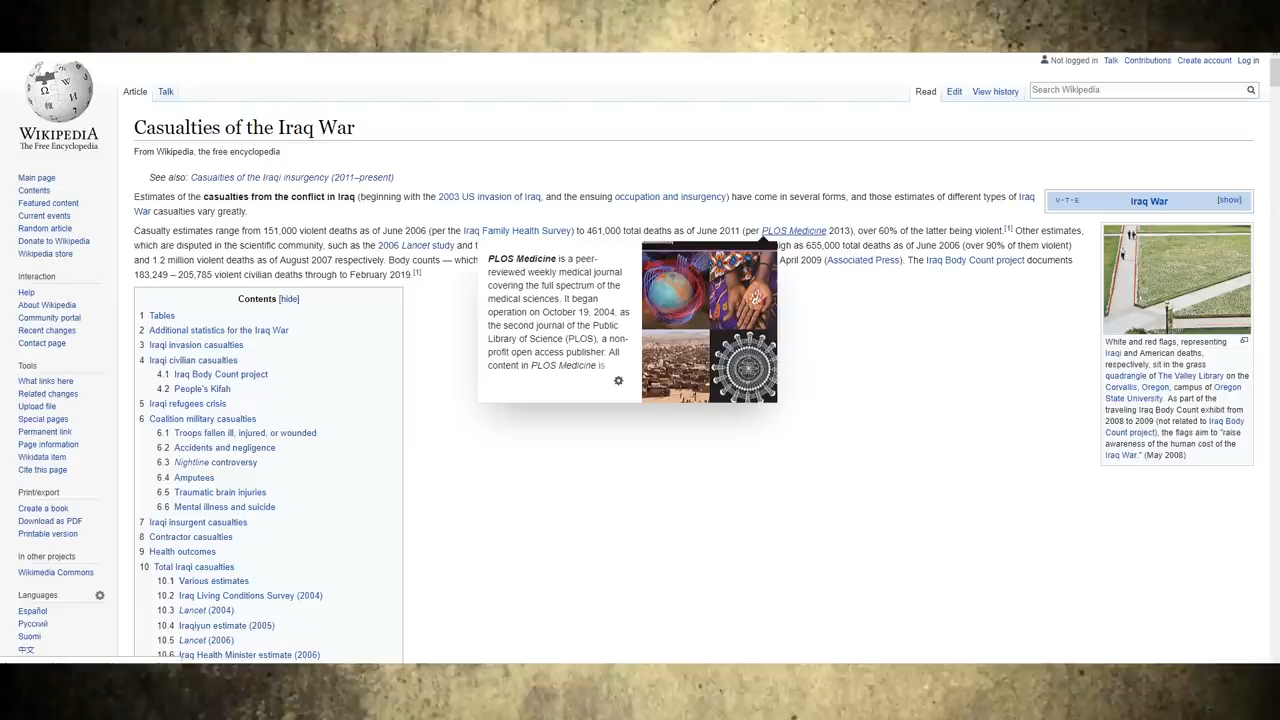 Not logged in Talk Contributions Create account Log in
Article Talk Read Edit View history Search Wikipedia
WIKIPEDIA
The Free Encyclopedia
Main page
Contents
Featured content
Current events
Random article
Donate to Wikipedia
Wikipedia store
Interaction
Help
About Wikipedia
Community portal
Recent changes
Contact page
Tools
What links here
Related changes
Upload file
Special pages
Permanent link
Page information
Wikidata item
Cite this page
Print/export
Create a book
Download as PDF
Printable version
In other projects
Wikimedia Commons
Languages
Español
Русский
Suomi
中文
Casualties of the Iraq War
From Wikipedia, the free encyclopedia
See also: Casualties of the Iraqi insurgency (2011–present)
Estimates of the casualties from the conflict in Iraq (beginning with the 2003 US invasion of Iraq, and the ensuing occupation and insurgency) have come in several forms, and those estimates of different types of Iraq
War casualties vary greatly.
Casualty estimates range from 151,000 violent deaths as of June 2006 (per the Iraq Family Health Survey) to 461,000 total deaths as of June 2011 (per PLOS Medicine 2013), over 60% of the latter being violent.[1] Other estimates,
which are disputed in the scientific community, such as the 2006 Lancet study and t igh as 655,000 total deaths as of June 2006 (over 90% of them violent)
and 1.2 million violent deaths as of August 2007 respectively. Body counts — which April 2009 (Associated Press). The Iraq Body Count project documents
183,249 – 205,785 violent civilian deaths through to February 2019.[1]
PLOS Medicine is a peer-
reviewed weekly medical journal
covering the full spectrum of the
medical sciences. It began
operation on October 19, 2004, as
the second journal of the Public
Library of Science (PLOS), a non-
profit open access publisher. All
content in PLOS Medicine is
Contents [hide]
1 Tables
2 Additional statistics for the Iraq War
3 Iraqi invasion casualties
4 Iraqi civilian casualties
4.1 Iraq Body Count project
4.2 People's Kifah
5 Iraqi refugees crisis
6 Coalition military casualties
6.1 Troops fallen ill, injured, or wounded
6.2 Accidents and negligence
6.3 Nightline controversy
6.4 Amputees
6.5 Traumatic brain injuries
6.6 Mental illness and suicide
7 Iraqi insurgent casualties
8 Contractor casualties
9 Health outcomes
10 Total Iraqi casualties
10.1 Various estimates
10.2 Iraq Living Conditions Survey (2004)
10.3 Lancet (2004)
10.4 Iraqiyun estimate (2005)
10.5 Lancet (2006)
10.6 Iraq Health Minister estimate (2006)
V · T · E Iraq War [show]
White and red flags, representing
Iraqi and American deaths,
respectively, sit in the grass
quadrangle of The Valley Library on the
Corvallis, Oregon, campus of Oregon
State University. As part of the
traveling Iraq Body Count exhibit from
2008 to 2009 (not related to Iraq Body
Count project), the flags aim to "raise
awareness of the human cost of the
Iraq War." (May 2008)